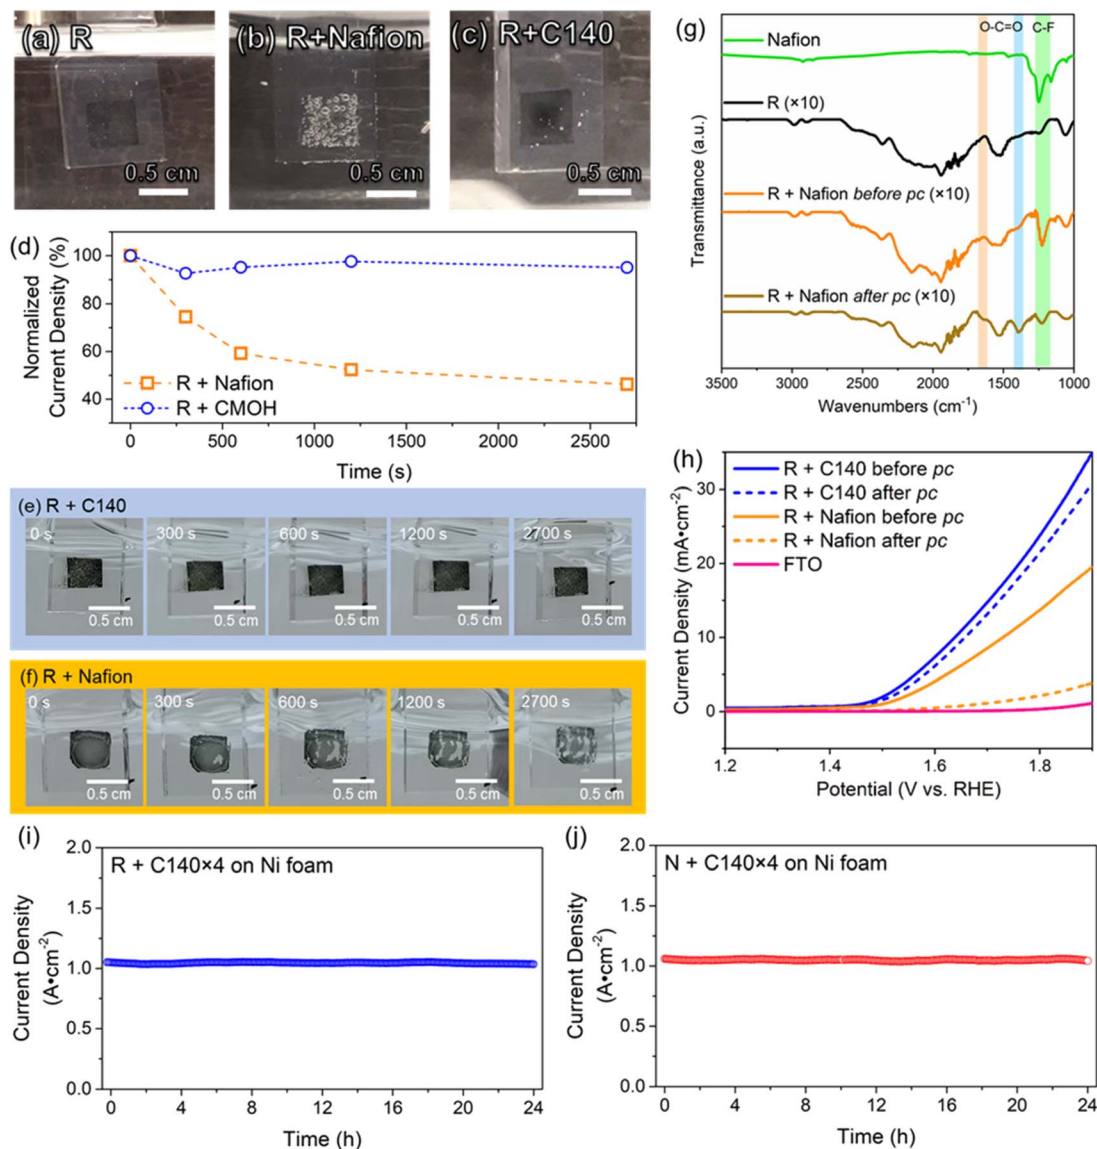 (a) R
0.5 cm
(b) R+Nafion
0.5 cm
(c) R+C140
0.5 cm
(d)
Normalized
Current Density (%)
100
80
60
40
R + Nafion
R + CMOH
0
500
1000
1500
2000
2500
Time (s)
(e) R + C140
0 s
300 s
600 s
1200 s
2700 s
0.5 cm
0.5 cm
0.5 cm
0.5 cm
0.5 cm
(f) R + Nafion
0 s
300 s
600 s
1200 s
2700 s
0.5 cm
0.5 cm
0.5 cm
0.5 cm
0.5 cm
(g)
O-C=O
C-F
Nafion
R (×10)
R + Nafion before pc (×10)
R + Nafion after pc (×10)
Transmittance (a.u.)
3500
3000
2500
2000
1500
1000
Wavenumbers (cm⁻¹)
(h)
R + C140 before pc
R + C140 after pc
R + Nafion before pc
R + Nafion after pc
FTO
Current Density (mA•cm⁻²)
30
20
10
0
1.2
1.4
1.6
1.8
Potential (V vs. RHE)
(i)
R + C140×4 on Ni foam
Current Density
(A•cm⁻²)
2.0
1.5
1.0
0.5
0.0
0
4
8
12
16
20
24
Time (h)
(j)
N + C140×4 on Ni foam
Current Density
(A•cm⁻²)
2.0
1.5
1.0
0.5
0.0
0
4
8
12
16
20
24
Time (h)